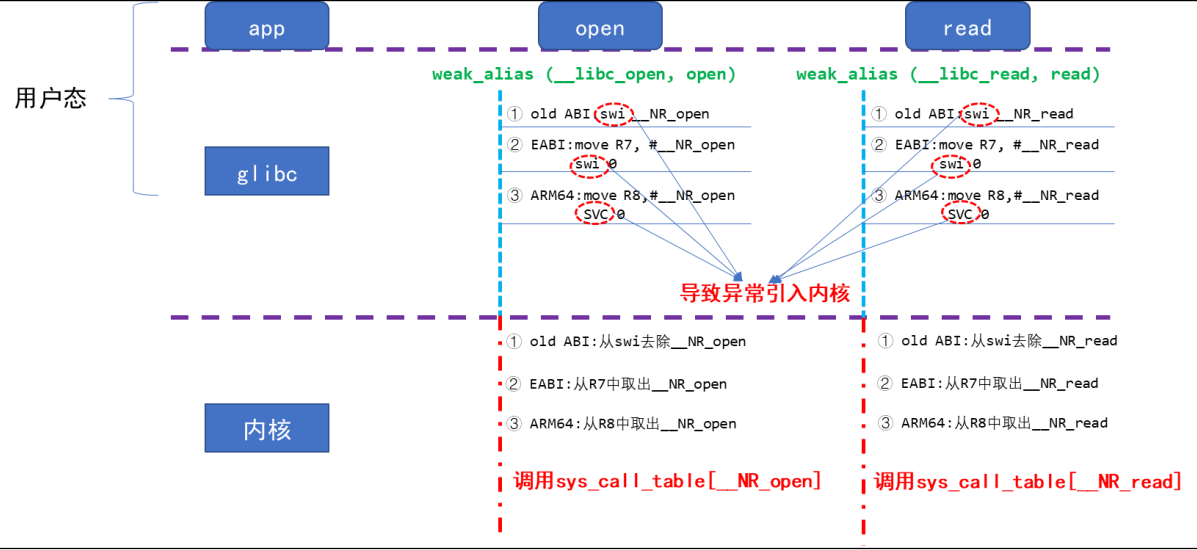 app
open
read
用户态
weak_alias (__libc_open, open)
weak_alias (__libc_read, read)
① old ABI:swi __NR_open
② EABI:move R7, #__NR_open
swi 0
③ ARM64:move R8,#__NR_open
SVC 0
① old ABI:swi __NR_read
② EABI:move R7, #__NR_read
swi 0
③ ARM64:move R8,#__NR_read
SVC 0
glibc
导致异常引入内核
内核
① old ABI:从swi去除__NR_open
② EABI:从R7中取出__NR_open
③ ARM64:从R8中取出__NR_open
调用sys_call_table[__NR_open]
① old ABI:从swi去除__NR_read
② EABI:从R7中取出__NR_read
③ ARM64:从R8中取出__NR_read
调用sys_call_table[__NR_read]